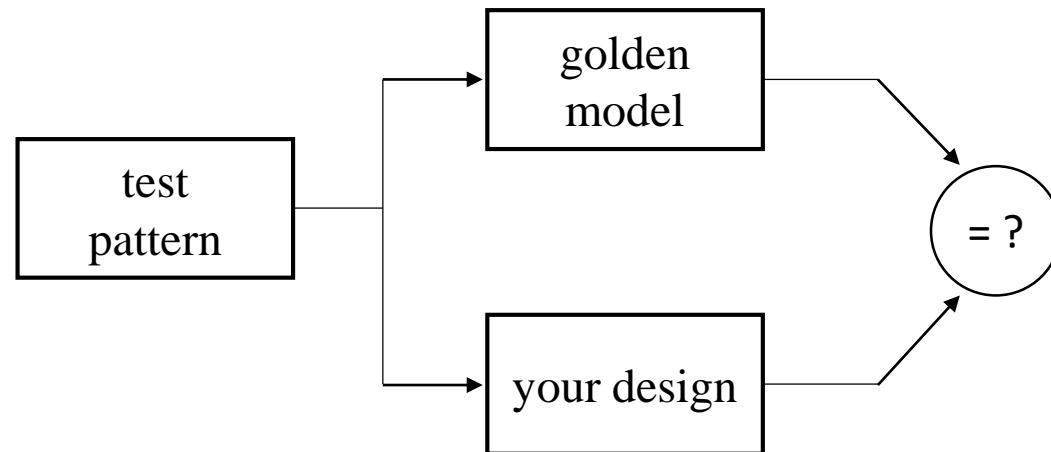 test
pattern
golden
model
your design
= ?